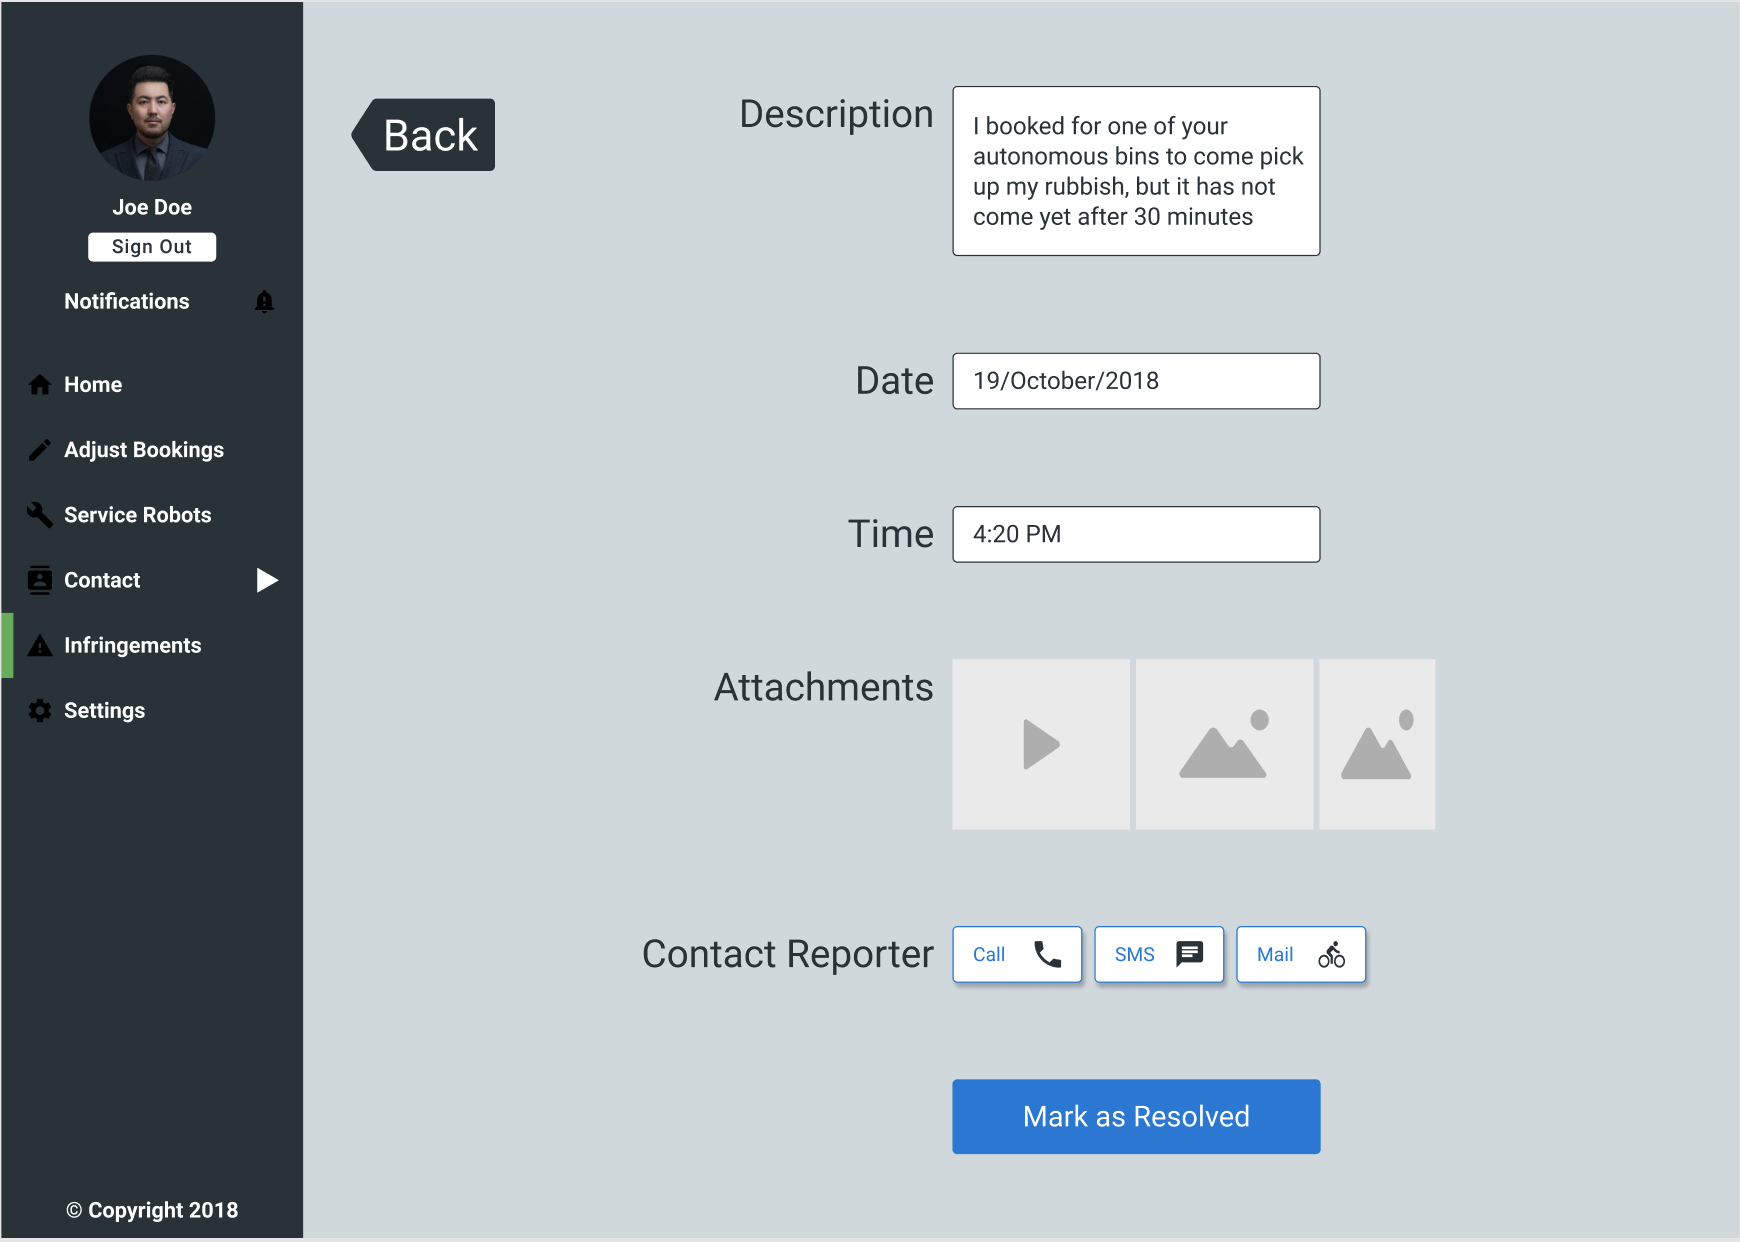 Joe Doe
Sign Out
Notifications
Home
Adjust Bookings
Service Robots
Contact
Infringements
Settings
© Copyright 2018
Back
Description
I booked for one of your
autonomous bins to come pick
up my rubbish, but it has not
come yet after 30 minutes
Date
19/October/2018
Time
4:20 PM
Attachments
Contact Reporter
Call
SMS
Mail
Mark as Resolved